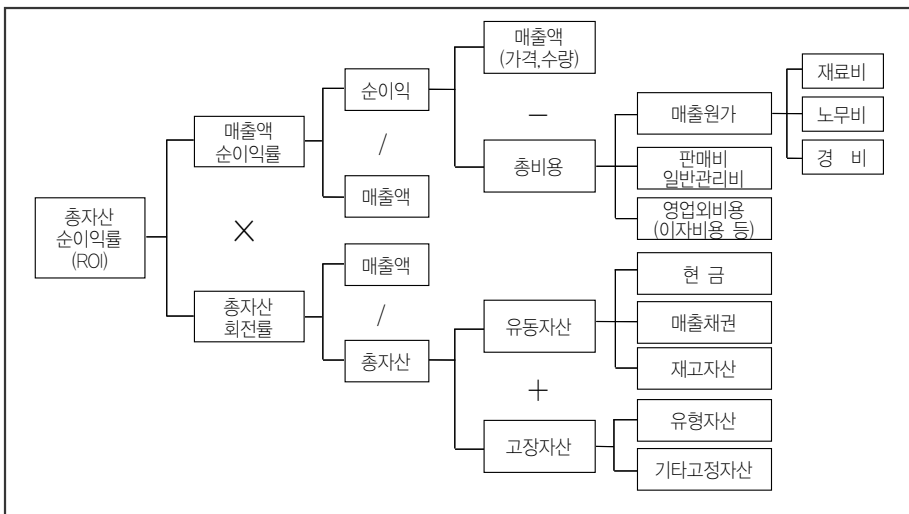 매출액
(가격,수량)
재료비
순이익
매출원가
노무비
매출액
순이익률
/
−
판매비
일반관리비
경 비
총비용
매출액
영업외비용
(이자비용 등)
총자산
순이익률
(ROI)
×
매출액
현 금
총자산
회전률
/
유동자산
매출채권
총자산
재고자산
+
유형자산
고장자산
기타고정자산